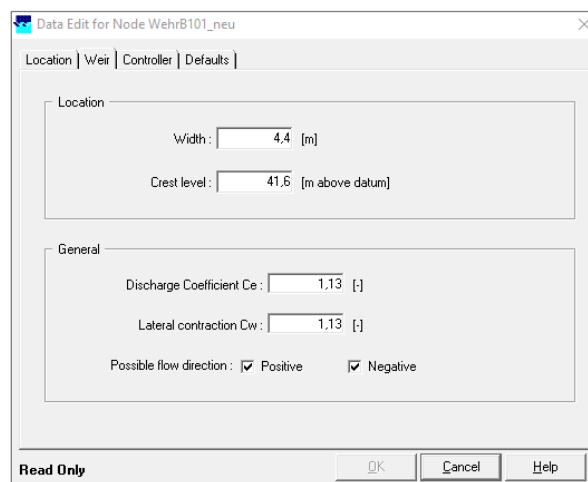 Data Edit for Node WehrB101_neu
Location Weir Controller Defaults
Location
Width : 4,4 [m]
Crest level : 41,6 [m above datum]
General
Discharge Coefficient Ce : 1,13 [-]
Lateral contraction Cw : 1,13 [-]
Possible flow direction : Positive Negative
Read Only OK Cancel Help